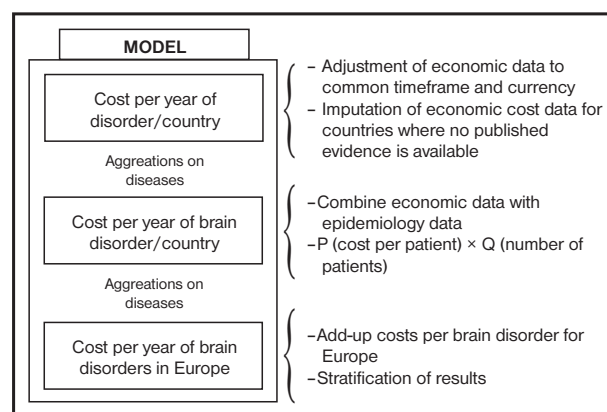 MODEL
Cost per year of
disorder/country
– Adjustment of economic data to
common timeframe and currency
– Imputation of economic cost data for
countries where no published
evidence is available
Aggreations on
diseases
Cost per year of brain
disorder/country
–Combine economic data with
epidemiology data
–P (cost per patient) × Q (number of
patients)
Aggreations on
diseases
Cost per year of brain
disorders in Europe
–Add-up costs per brain disorder for
Europe
–Stratification of results